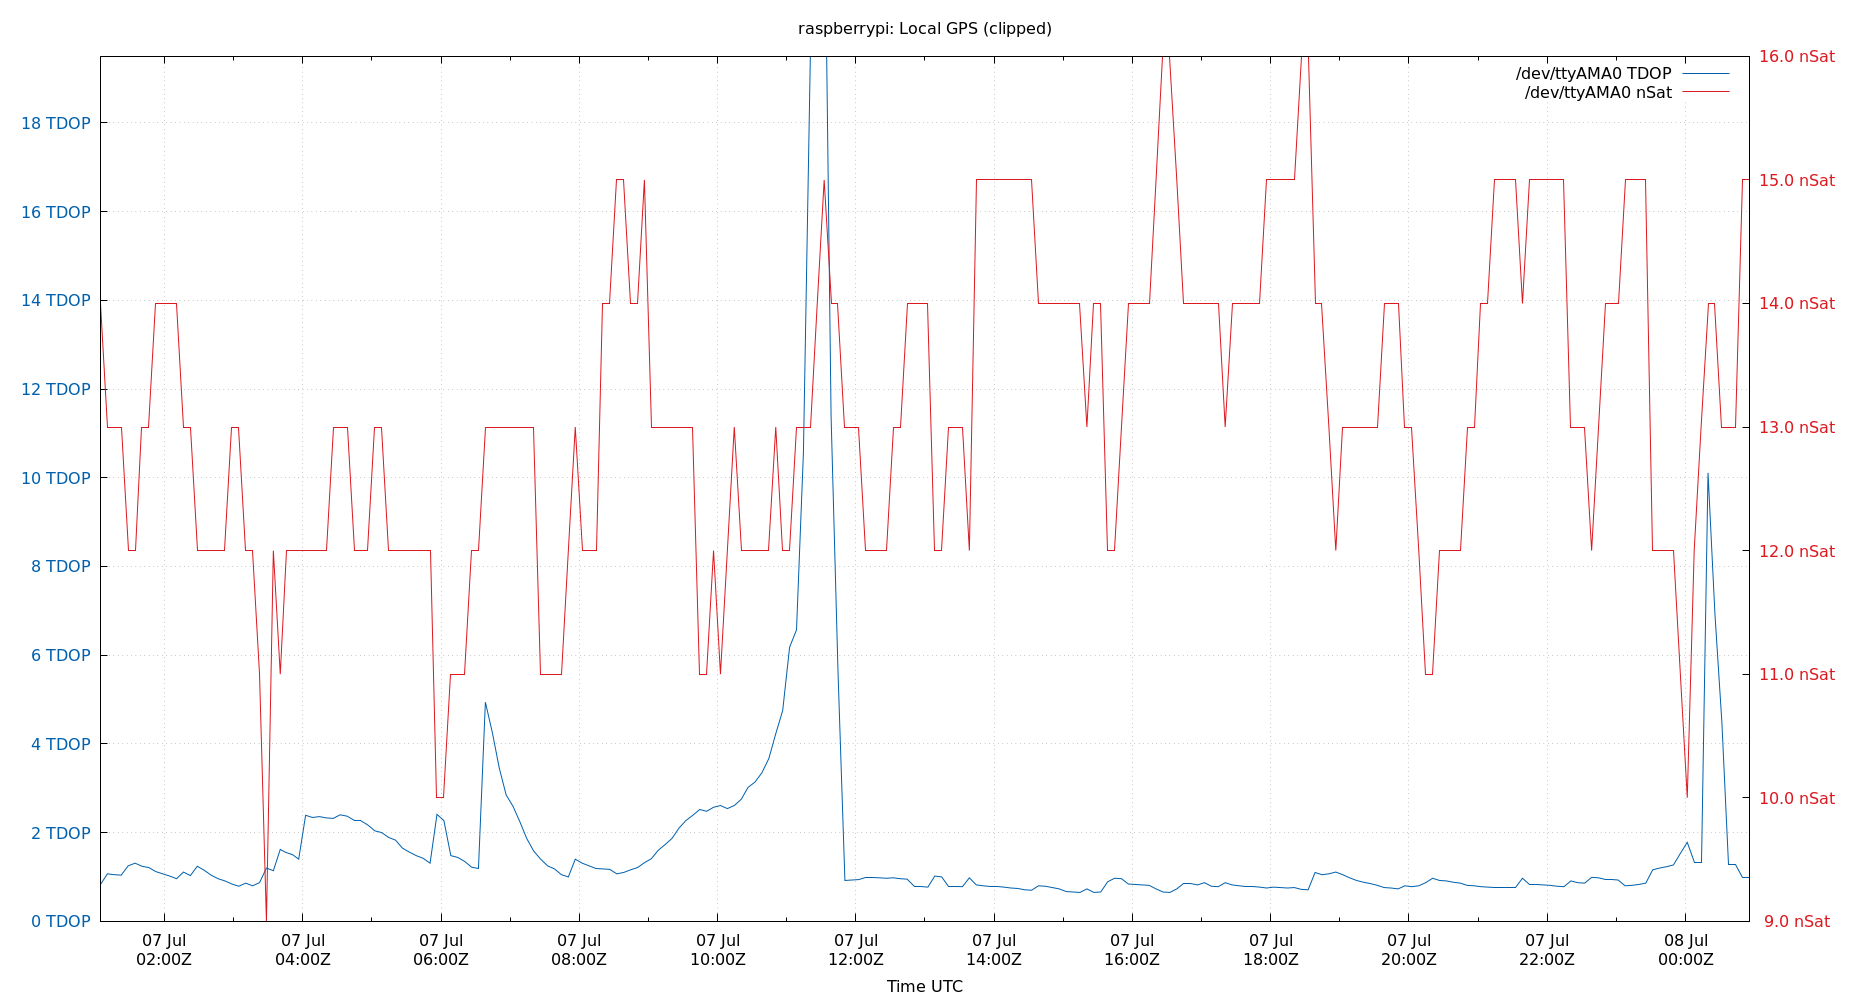 raspberrypi: Local GPS (clipped)
/dev/ttyAMA0 TDOP
/dev/ttyAMA0 nSat
18 TDOP
16 TDOP
14 TDOP
12 TDOP
10 TDOP
8 TDOP
6 TDOP
4 TDOP
2 TDOP
0 TDOP
16.0 nSat
15.0 nSat
14.0 nSat
13.0 nSat
12.0 nSat
11.0 nSat
10.0 nSat
9.0 nSat
07 Jul
02:00Z
07 Jul
04:00Z
07 Jul
06:00Z
07 Jul
08:00Z
07 Jul
10:00Z
07 Jul
12:00Z
07 Jul
14:00Z
07 Jul
16:00Z
07 Jul
18:00Z
07 Jul
20:00Z
07 Jul
22:00Z
08 Jul
00:00Z
Time UTC